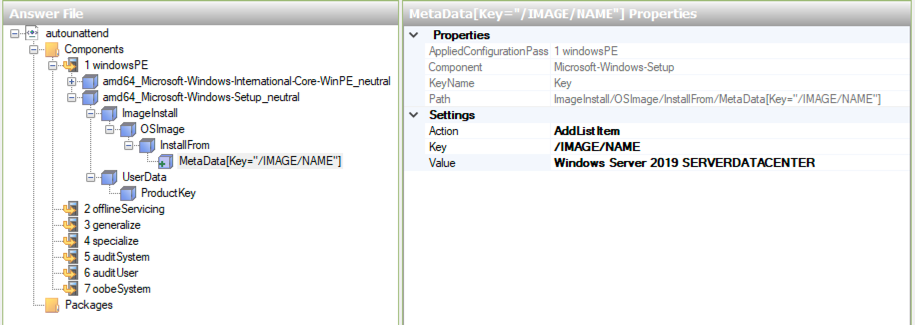 Answer File
autounattend
Components
1 windowsPE
amd64_Microsoft-Windows-International-Core-WinPE_neutral
amd64_Microsoft-Windows-Setup_neutral
ImageInstall
OSImage
InstallFrom
MetaData[Key="/IMAGE/NAME"]
UserData
ProductKey
2 offlineServicing
3 generalize
4 specialize
5 auditSystem
6 auditUser
7 oobeSystem
Packages
MetaData[Key="/IMAGE/NAME"] Properties
Properties
AppliedConfigurationPass 1 windowsPE
Component Microsoft-Windows-Setup
KeyName Key
Path ImageInstall/OSImage/InstallFrom/MetaData[Key="/IMAGE/NAME"]
Settings
Action AddListItem
Key /IMAGE/NAME
Value Windows Server 2019 SERVERDATACENTER